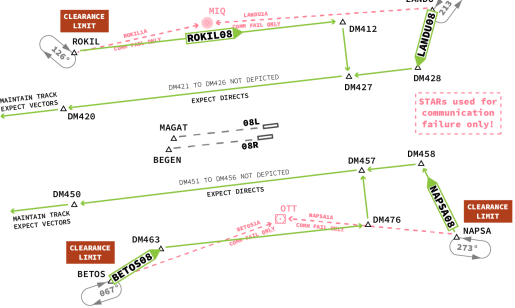 LANDU
CLEARANCE
LIMIT
MIQ
ROKIL1A
COMM FAIL ONLY
LANDU1A
COMM FAIL ONLY
DM412
ROKIL
126°
ROKIL08
LANDU08
DM428
DM427
DM421 TO DM426 NOT DEPICTED
EXPECT DIRECTS
MAINTAIN TRACK
EXPECT VECTORS
DM420
STARs used for
communication
failure only!
MAGAT
08L
BEGEN
08R
DM458
DM457
DM451 TO DM456 NOT DEPICTED
EXPECT DIRECTS
DM450
MAINTAIN TRACK
EXPECT VECTORS
OTT
BETOS1A
COMM FAIL ONLY
NAPSA1A
COMM FAIL ONLY
DM476
NAPSA08
CLEARANCE
LIMIT
NAPSA
273°
CLEARANCE
LIMIT
DM463
BETOS
BETOS08
067°